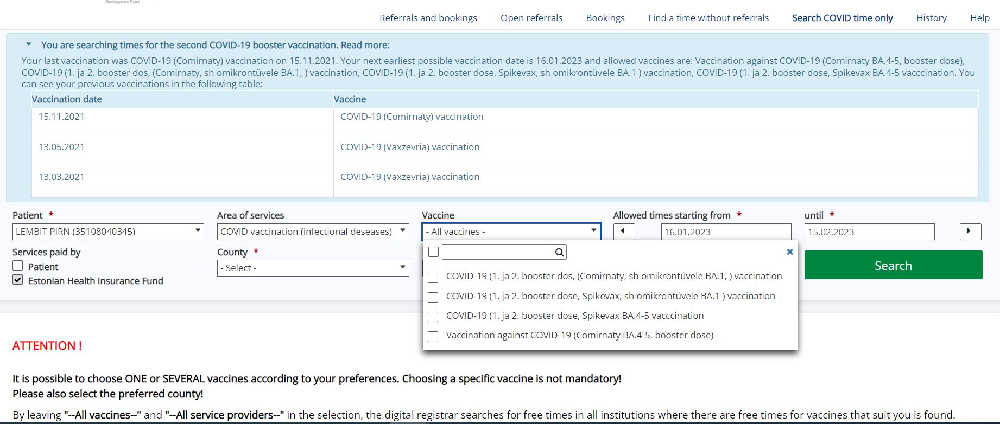 Development Fund
Referrals and bookings Open referrals Bookings Find a time without referrals Search COVID time only History Help
You are searching times for the second COVID-19 booster vaccination. Read more:
Your last vaccination was COVID-19 (Comirnaty) vaccination on 15.11.2021. Your next earliest possible vaccination date is 16.01.2023 and allowed vaccines are: Vaccination against COVID-19 (Comirnaty BA.4-5, booster dose),
COVID-19 (1. ja 2. booster dos, (Comirnaty, sh omikrontüvele BA.1, ) vaccination, COVID-19 (1. ja 2. booster dose, Spikevax, sh omikrontüvele BA.1 ) vaccination, COVID-19 (1. ja 2. booster dose, Spikevax BA.4-5 vacccination. You
can see your previous vaccinations in the following table:
Vaccination date Vaccine
15.11.2021 COVID-19 (Comirnaty) vaccination
13.05.2021 COVID-19 (Vaxzevria) vaccination
13.03.2021 COVID-19 (Vaxzevria) vaccination
Patient * Area of services Vaccine Allowed times starting from * until *
LEMBIT PIRN (35108040345) COVID vaccination (infectional deseases) - All vaccines - 16.01.2023 15.02.2023
Services paid by County *
Patient - Select - Search
Estonian Health Insurance Fund
COVID-19 (1. ja 2. booster dos, (Comirnaty, sh omikrontüvele BA.1, ) vaccination
COVID-19 (1. ja 2. booster dose, Spikevax, sh omikrontüvele BA.1 ) vaccination
COVID-19 (1. ja 2. booster dose, Spikevax BA.4-5 vacccination
Vaccination against COVID-19 (Comirnaty BA.4-5, booster dose)
ATTENTION !
It is possible to choose ONE or SEVERAL vaccines according to your preferences. Choosing a specific vaccine is not mandatory!
Please also select the preferred county!
By leaving "--All vaccines--" and "--All service providers--" in the selection, the digital registrar searches for free times in all institutions where there are free times for vaccines that suit you is found.